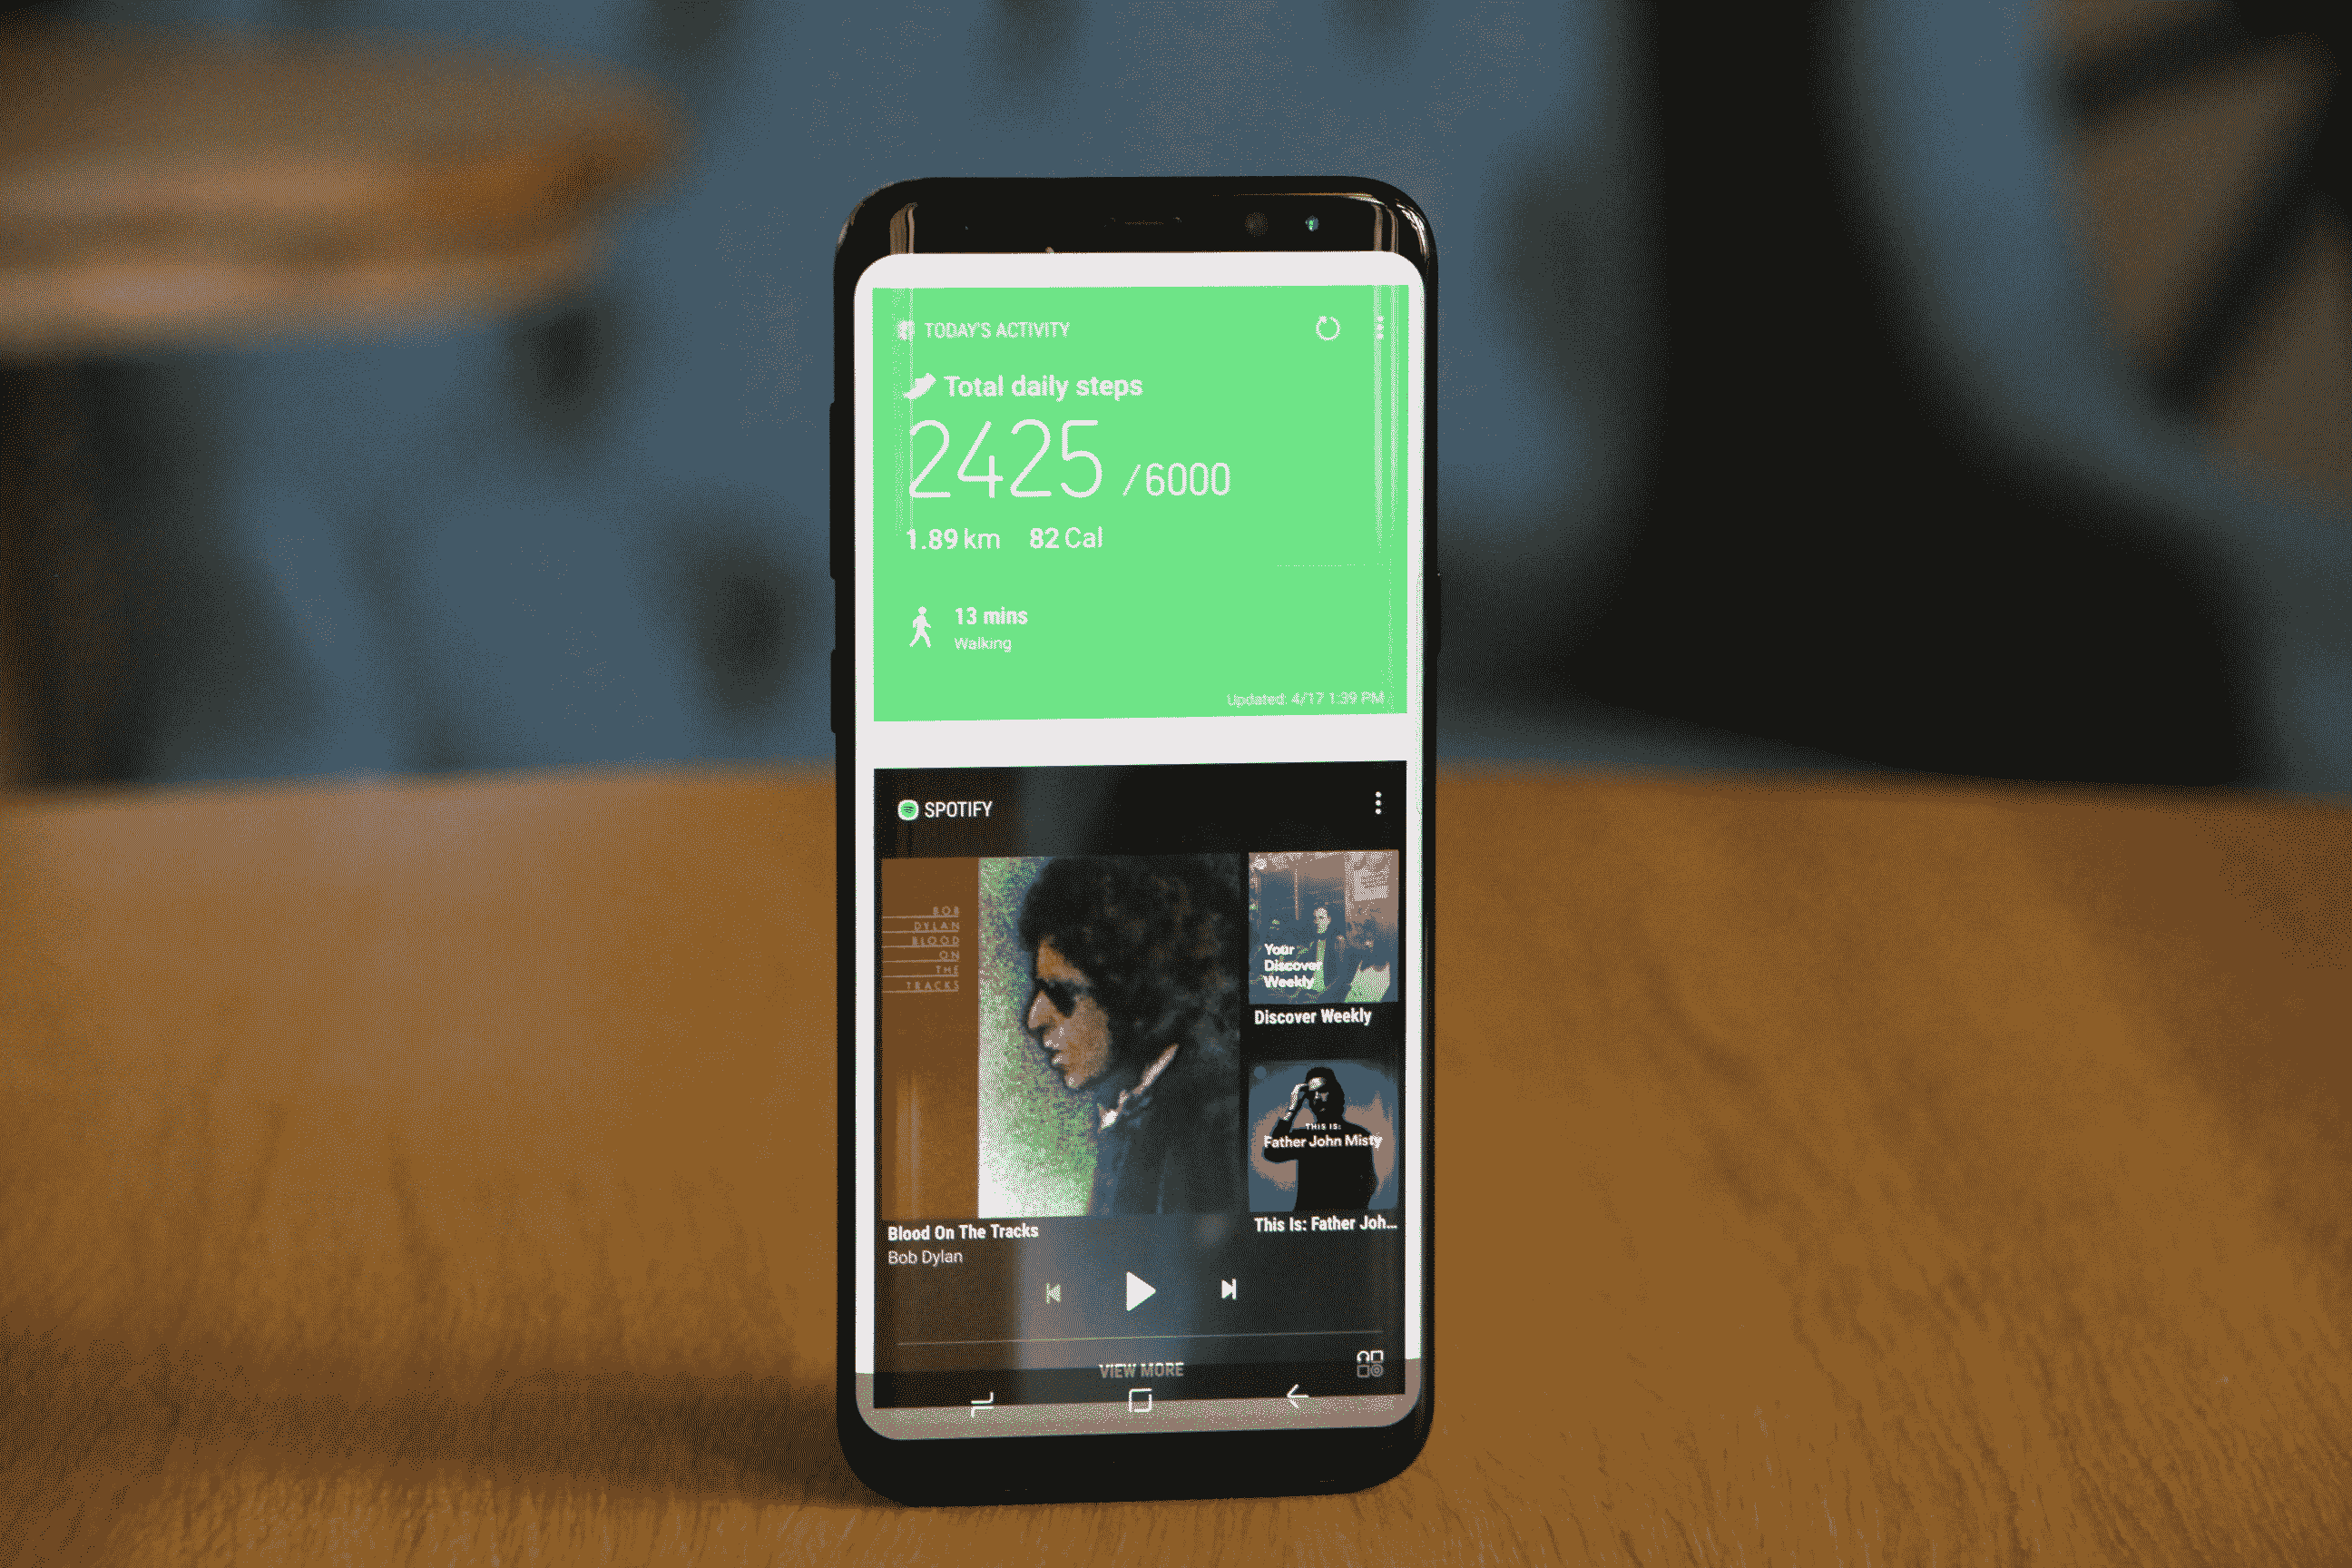 TODAY'S ACTIVITY
Total daily steps
2425 /6000
1.89 km 82 Cal
13 mins
Walking
Updated: 4/17 1:39 PM
SPOTIFY
BOB
DYLAN
BLOOD
ON
THE
TRACKS
Blood On The Tracks
Bob Dylan
Your
Discover
Weekly
Discover Weekly
THIS IS:
Father John Misty
This Is: Father Joh...
VIEW MORE